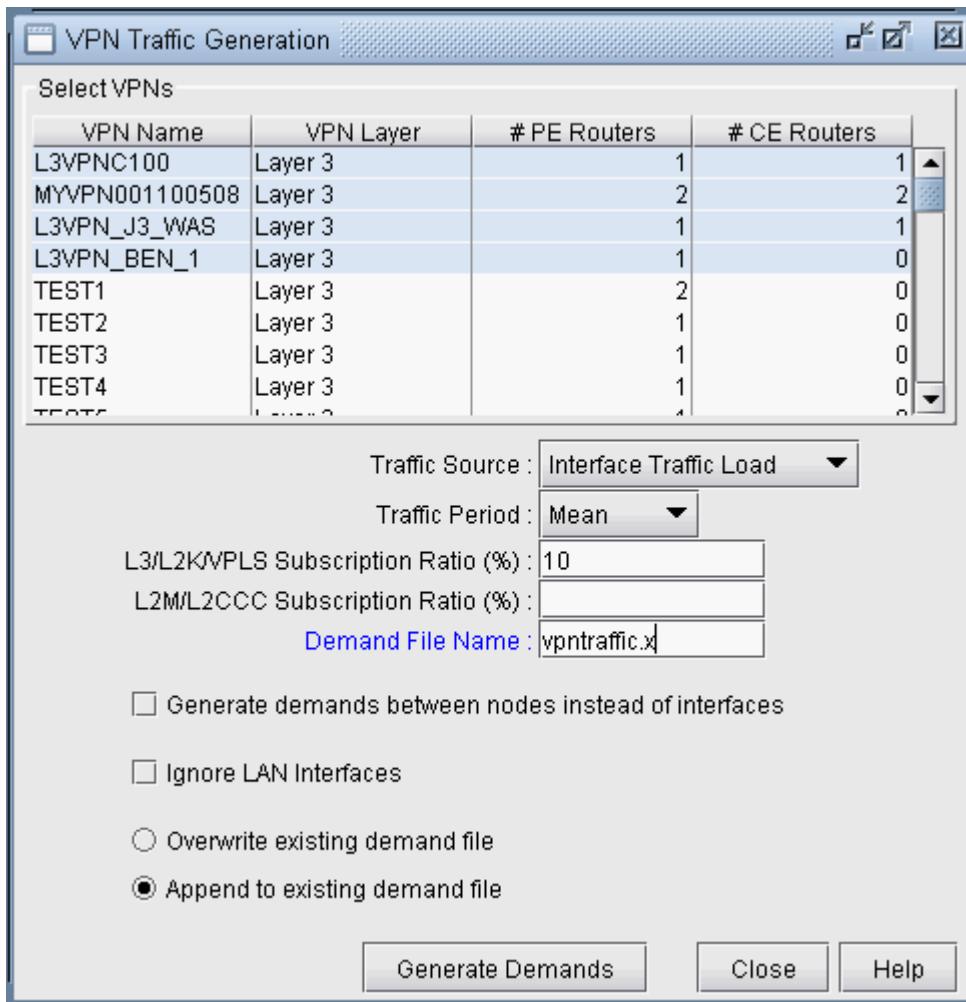 VPN Traffic Generation
Select VPNs
VPN Name VPN Layer # PE Routers # CE Routers
L3VPNC100 Layer 3 1 1
MYVPN001100508 Layer 3 2 2
L3VPN_J3_WAS Layer 3 1 1
L3VPN_BEN_1 Layer 3 1 0
TEST1 Layer 3 2 0
TEST2 Layer 3 1 0
TEST3 Layer 3 1 0
TEST4 Layer 3 1 0
Traffic Source : Interface Traffic Load
Traffic Period : Mean
L3/L2K/VPLS Subscription Ratio (%) : 10
L2M/L2CCC Subscription Ratio (%) :
Demand File Name : vpntraffic.x
Generate demands between nodes instead of interfaces
Ignore LAN Interfaces
Overwrite existing demand file
Append to existing demand file
Generate Demands Close Help